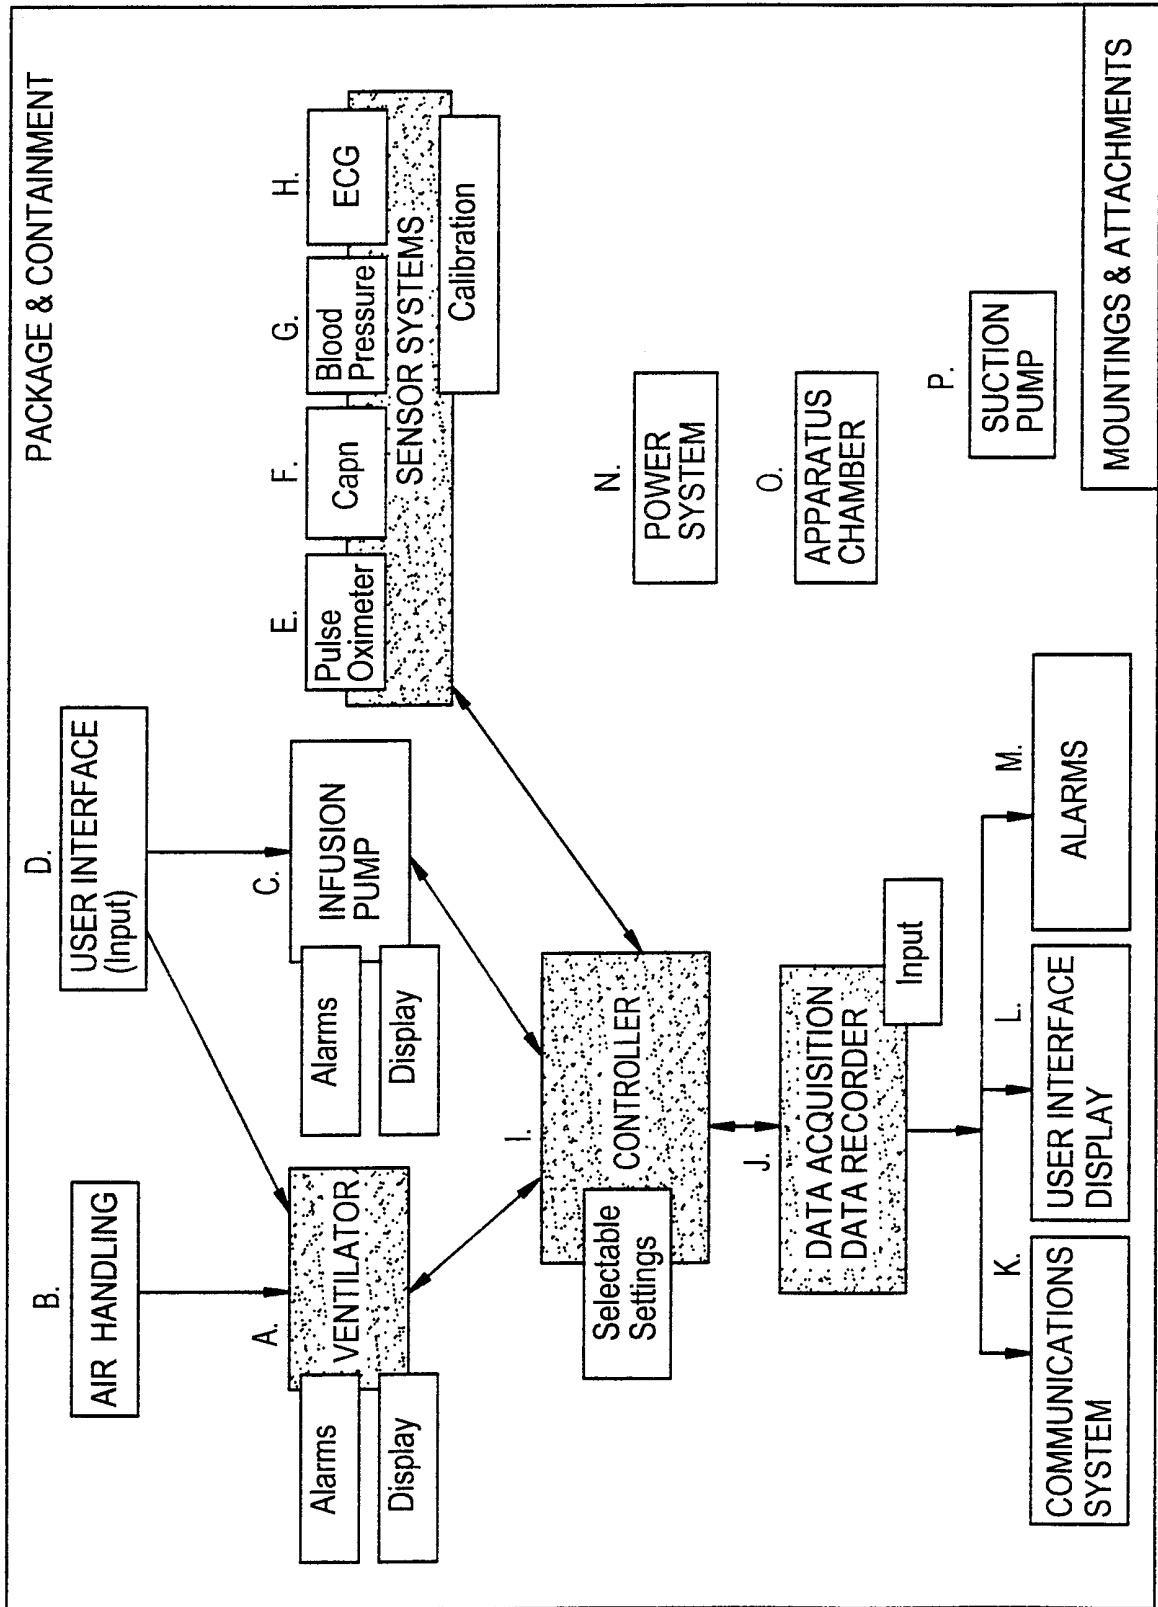 PACKAGE & CONTAINMENT
B.
AIR HANDLING
D.
USER INTERFACE
(Input)
A.
VENTILATOR
Alarms
Display
C.
INFUSION
PUMP
Alarms
Display
E.
Pulse
Oximeter
F.
Capn
G.
Blood
Pressure
H.
ECG
SENSOR SYSTEMS
Calibration
I.
CONTROLLER
Selectable
Settings
J.
DATA ACQUISITION
DATA RECORDER
Input
K.
COMMUNICATIONS
SYSTEM
L.
USER INTERFACE
DISPLAY
M.
ALARMS
N.
POWER
SYSTEM
O.
APPARATUS
CHAMBER
P.
SUCTION
PUMP
MOUNTINGS & ATTACHMENTS